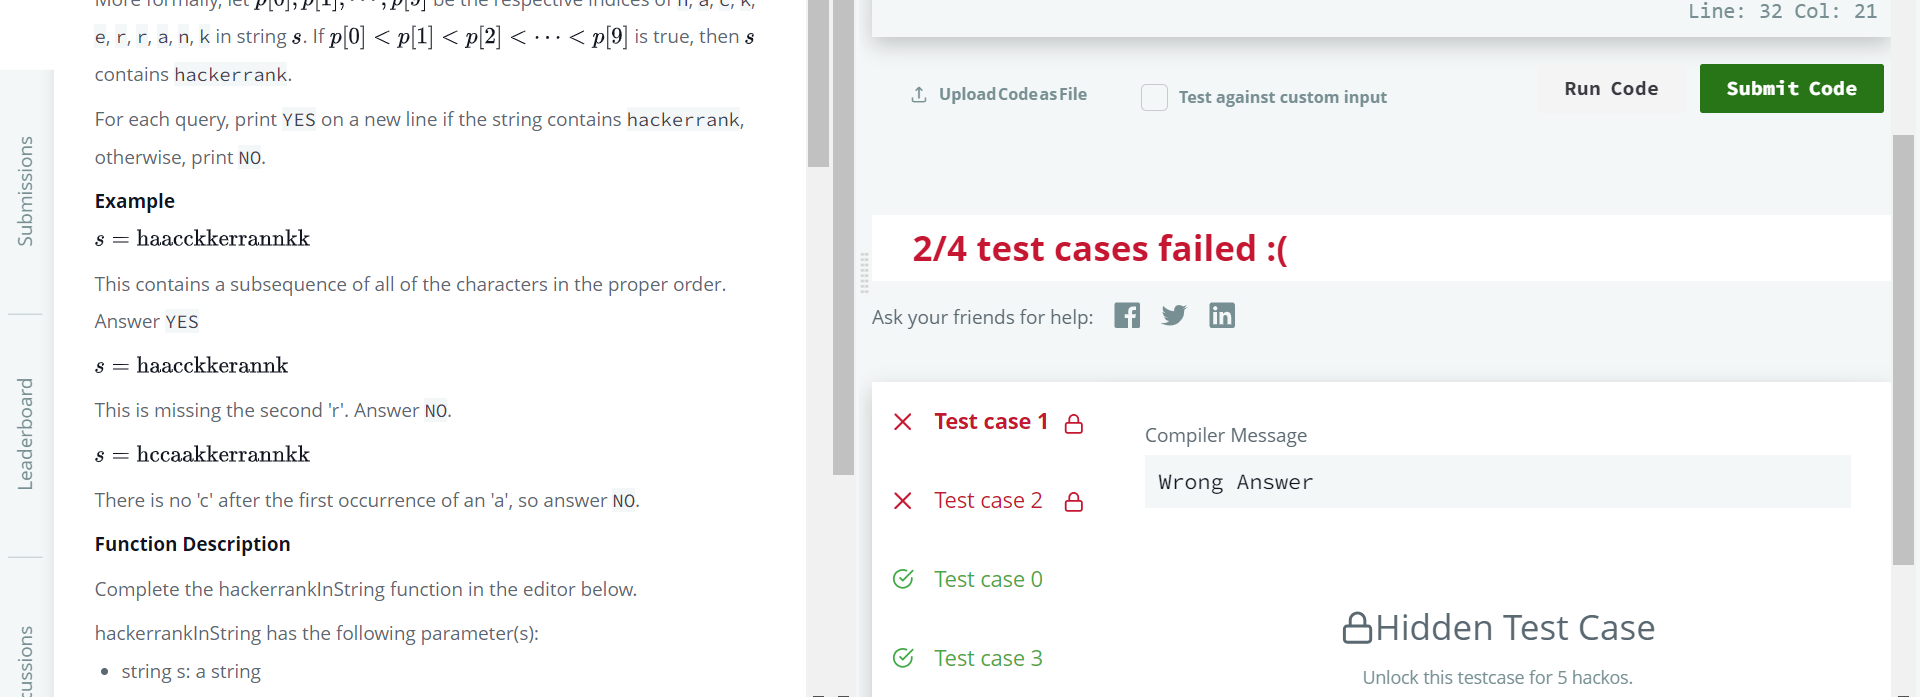 More formally, let p[0], p[1], · · · , p[9] be the respective indices of h, a, c, k,
e, r, r, a, n, k in string s. If p[0] < p[1] < p[2] < · · · < p[9] is true, then s
contains hackerrank.
For each query, print YES on a new line if the string contains hackerrank,
otherwise, print NO.
Example
s = haacckkerrannkk
This contains a subsequence of all of the characters in the proper order.
Answer YES
s = haacckkerannk
This is missing the second 'r'. Answer NO.
s = hccaakkerrannkk
There is no 'c' after the first occurrence of an 'a', so answer NO.
Function Description
Complete the hackerrankInString function in the editor below.
hackerrankInString has the following parameter(s):
• string s: a string
Submissions
Leaderboard
cussions
Line: 32 Col: 21
Upload Code as File
Test against custom input
Run Code
Submit Code
2/4 test cases failed :(
Ask your friends for help:
Test case 1
Test case 2
Test case 0
Test case 3
Compiler Message
Wrong Answer
Hidden Test Case
Unlock this testcase for 5 hackos.